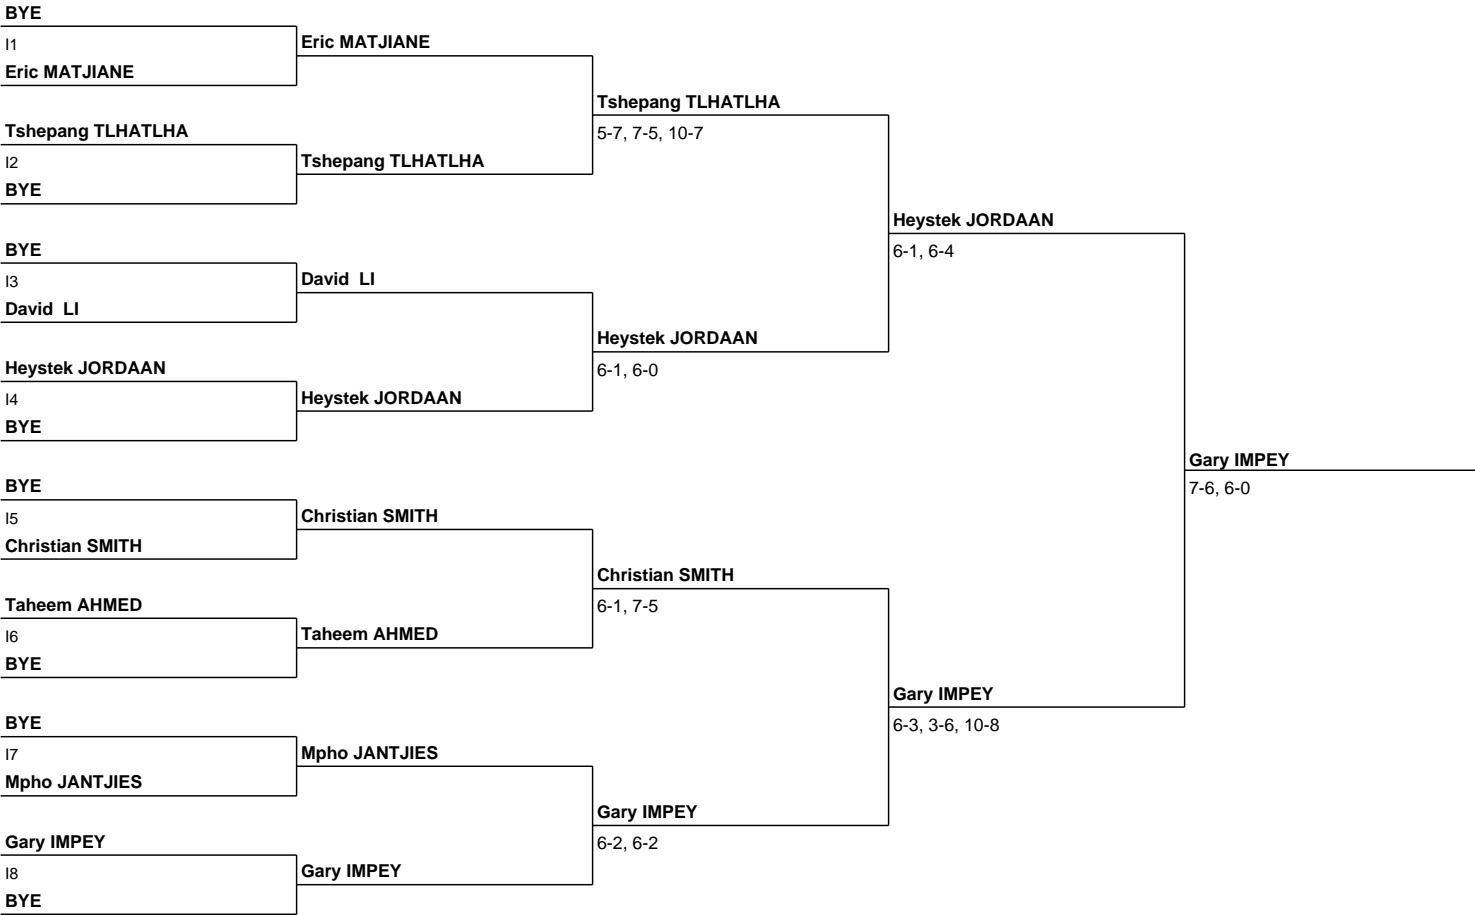 BYE
I1
Eric MATJIANE
Eric MATJIANE
Tshepang TLHATLHA
5-7, 7-5, 10-7
Tshepang TLHATLHA
I2
BYE
Tshepang TLHATLHA
Heystek JORDAAN
6-1, 6-4
BYE
I3
David  LI
David  LI
Heystek JORDAAN
6-1, 6-0
Heystek JORDAAN
I4
BYE
Heystek JORDAAN
Gary IMPEY
7-6, 6-0
BYE
I5
Christian SMITH
Christian SMITH
Christian SMITH
6-1, 7-5
Taheem AHMED
I6
BYE
Taheem AHMED
Gary IMPEY
6-3, 3-6, 10-8
BYE
I7
Mpho JANTJIES
Mpho JANTJIES
Gary IMPEY
6-2, 6-2
Gary IMPEY
I8
BYE
Gary IMPEY